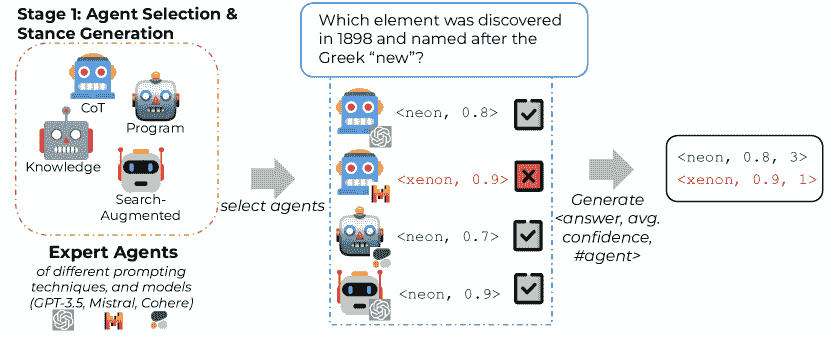 Stage 1: Agent Selection &
Stance Generation
CoT
Program
Knowledge
Search-
Augmented
Expert Agents
of different prompting
techniques, and models
(GPT-3.5, Mistral, Cohere)
select agents
Which element was discovered
in 1898 and named after the
Greek “new”?
<neon, 0.8>
<xenon, 0.9>
<neon, 0.7>
<neon, 0.9>
Generate
<answer, avg.
confidence,
#agent>
<neon, 0.8, 3>
<xenon, 0.9, 1>